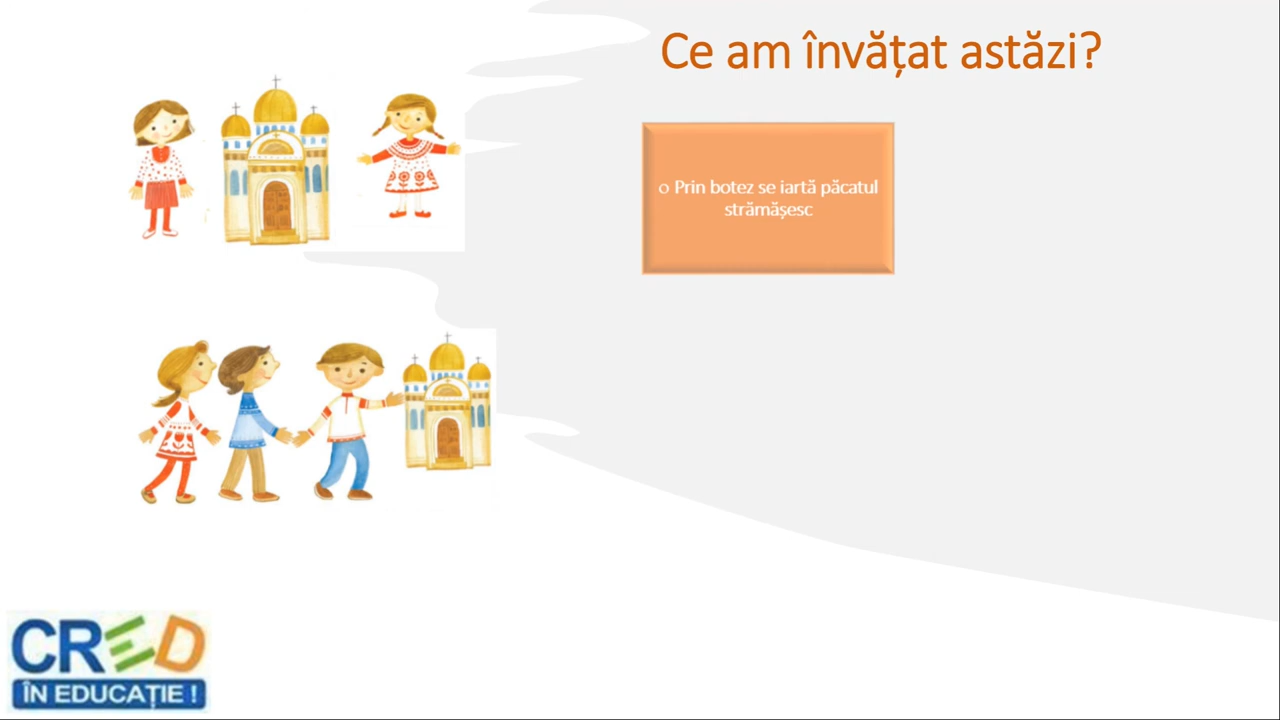 Ce am învățat astăzi?
o Prin botez se iartă păcatul
strămășesc
CRED
ÎN EDUCAȚIE !